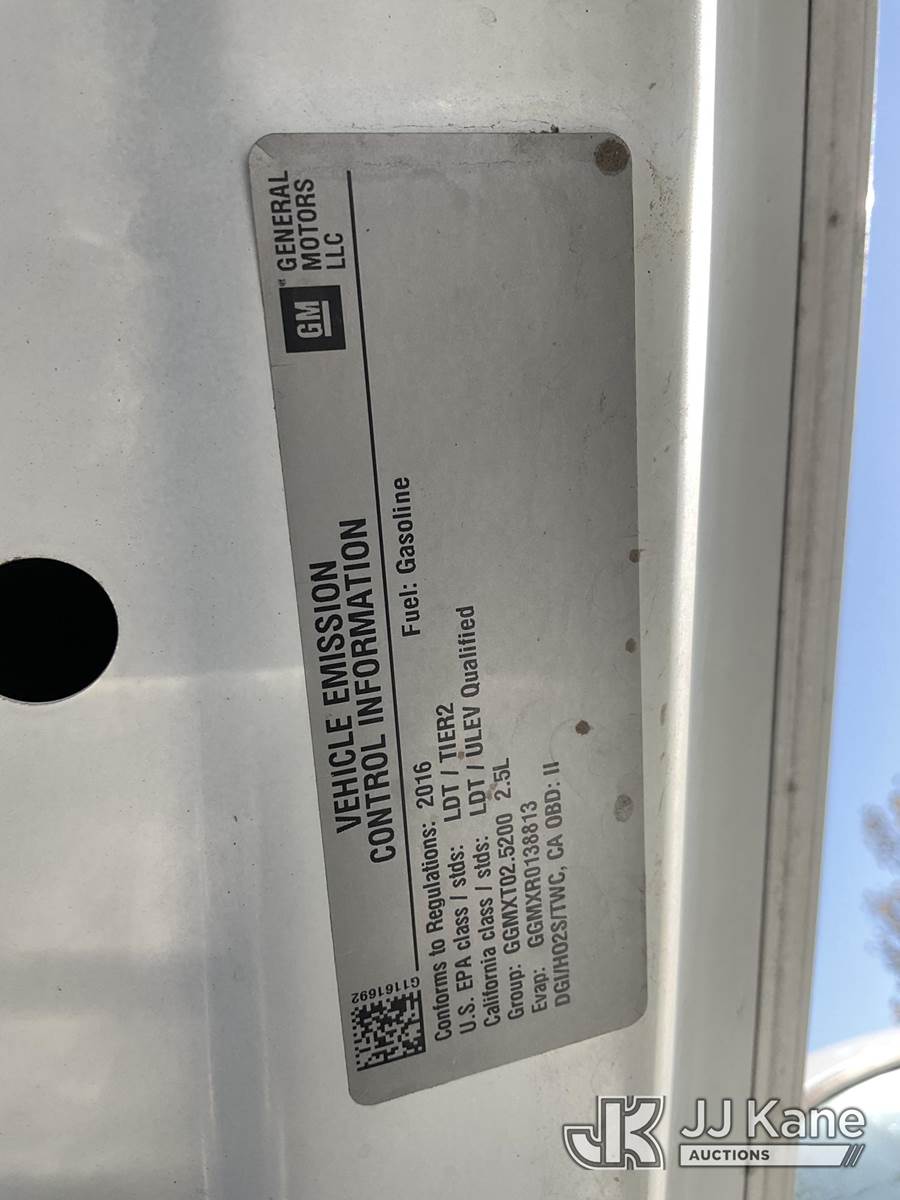 GM
GENERAL
MOTORS
LLC
VEHICLE EMISSION
CONTROL INFORMATION
G1161692
Conforms to Regulations: 2016 Fuel: Gasoline
U.S. EPA class / stds: LDT / TIER2
California class / stds: LDT / ULEV Qualified
Group: GGMXT02.5200 2.5L
Evap: GGMXR0138813
DGI/HO2S/TWC, CA OBD: II
JK JJ Kane
AUCTIONS